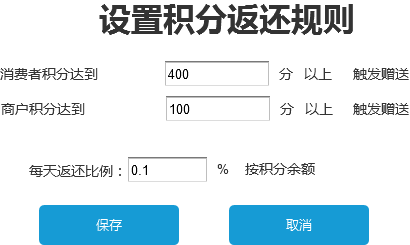 设置积分返还规则
消费者积分达到 400 分 以上 触发赠送
商户积分达到 100 分 以上 触发赠送
每天返还比例：0.1 % 按积分余额
保存 取消